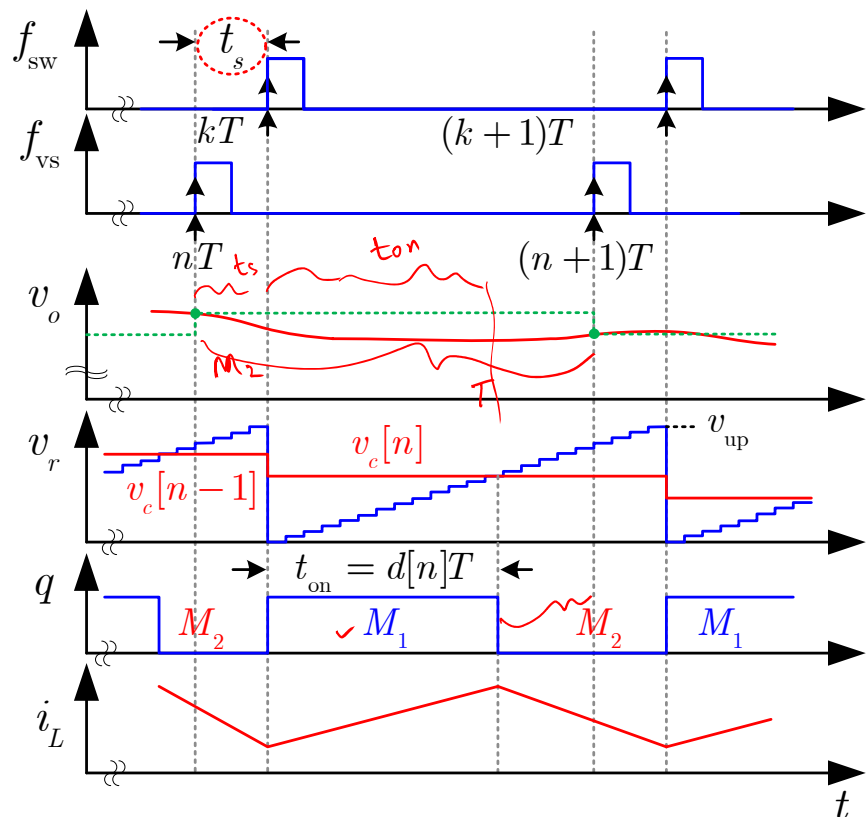 f_sw
t_s
kT
(k + 1)T
f_vs
nT
(n + 1)T
ts
ton
v_o
M2
T
v_r
v_c[n]
v_up
v_c[n − 1]
t_on = d[n]T
q
M_2
M_1
M_2
M_1
i_L
t